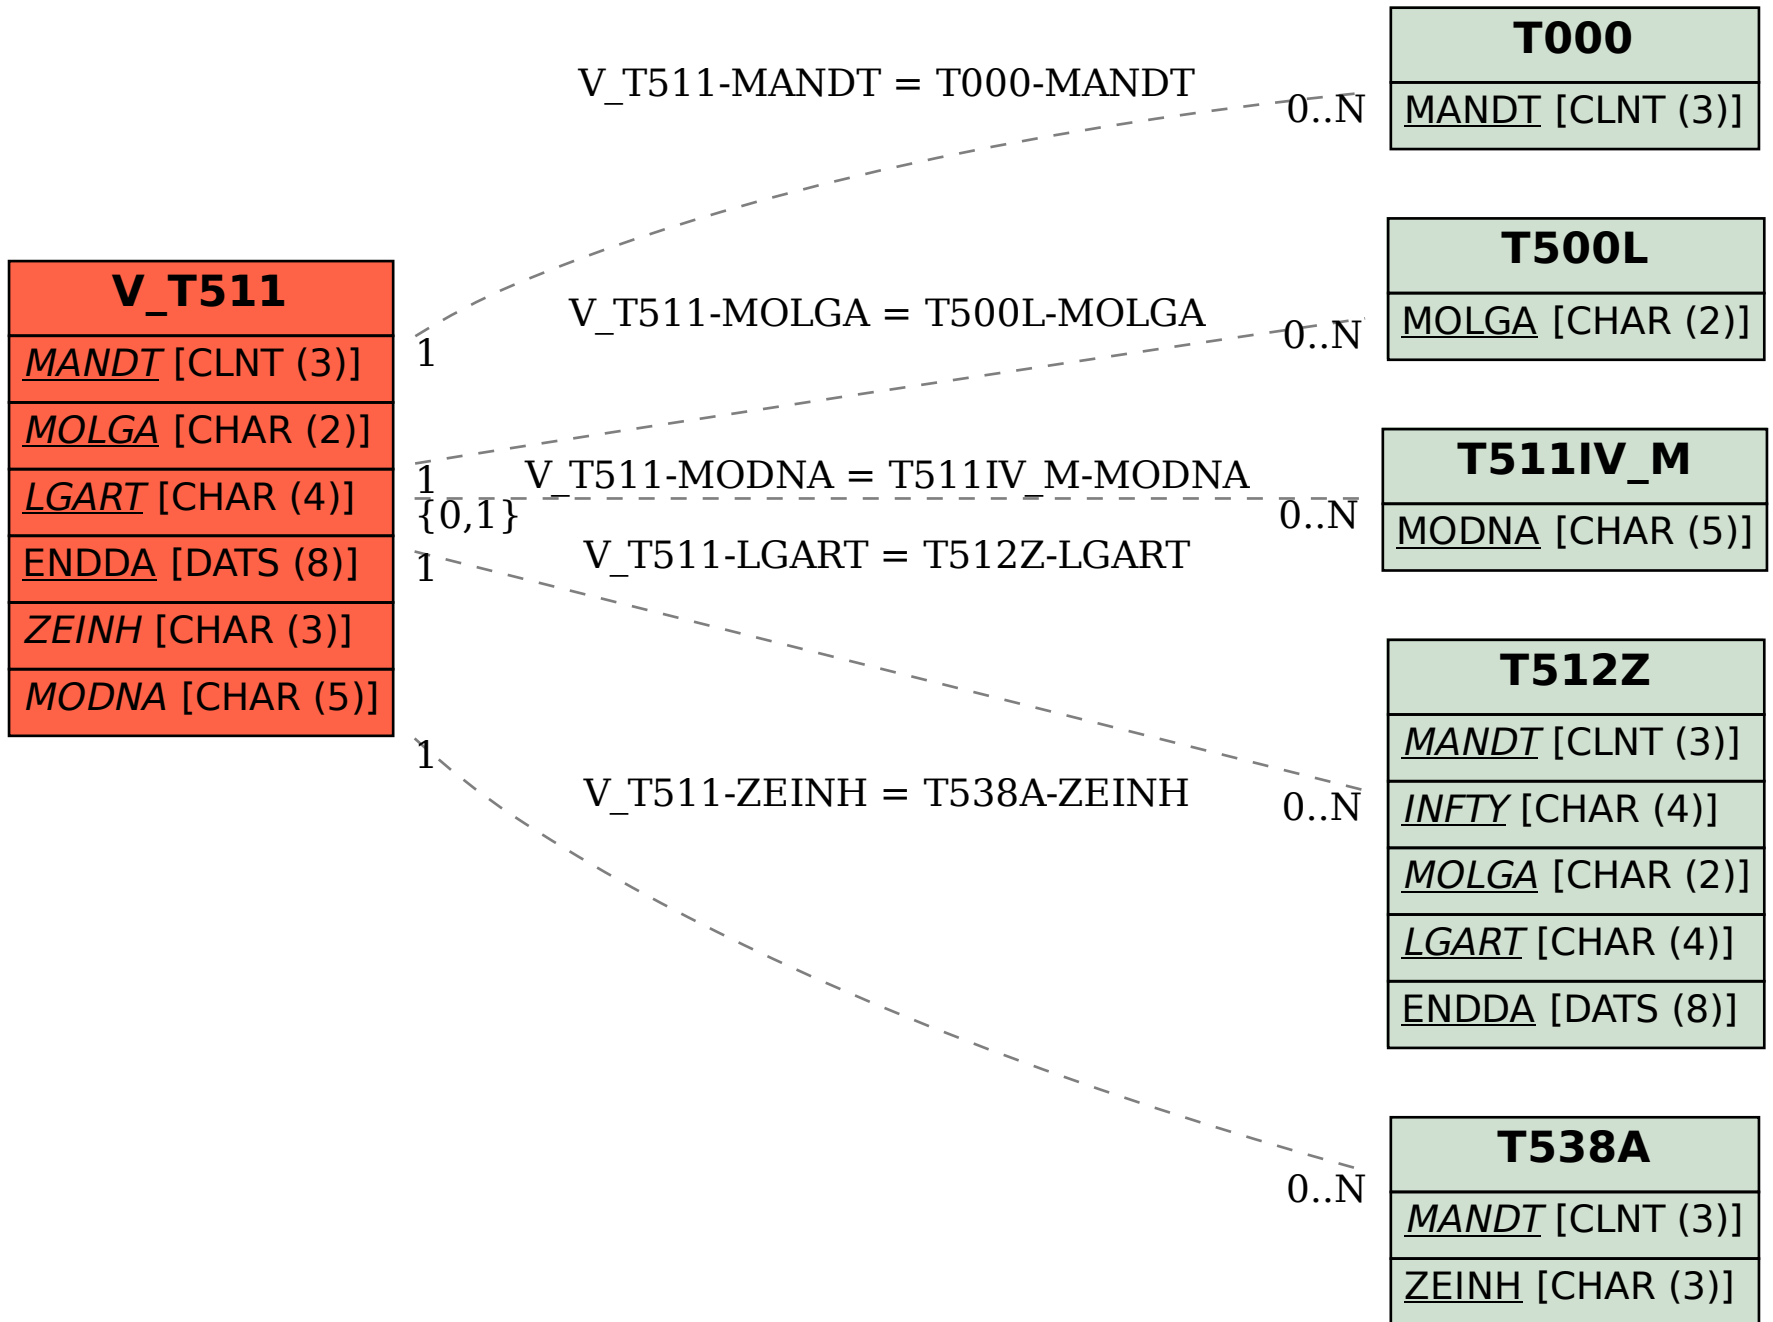 V_T511
MANDT [CLNT (3)]
MOLGA [CHAR (2)]
LGART [CHAR (4)]
ENDDA [DATS (8)]
ZEINH [CHAR (3)]
MODNA [CHAR (5)]
V_T511-MANDT = T000-MANDT
1
0..N
V_T511-MOLGA = T500L-MOLGA
1
0..N
V_T511-MODNA = T511IV_M-MODNA
{0,1}
0..N
V_T511-LGART = T512Z-LGART
1
0..N
V_T511-ZEINH = T538A-ZEINH
1
0..N
T000
MANDT [CLNT (3)]
T500L
MOLGA [CHAR (2)]
T511IV_M
MODNA [CHAR (5)]
T512Z
MANDT [CLNT (3)]
INFTY [CHAR (4)]
MOLGA [CHAR (2)]
LGART [CHAR (4)]
ENDDA [DATS (8)]
T538A
MANDT [CLNT (3)]
ZEINH [CHAR (3)]